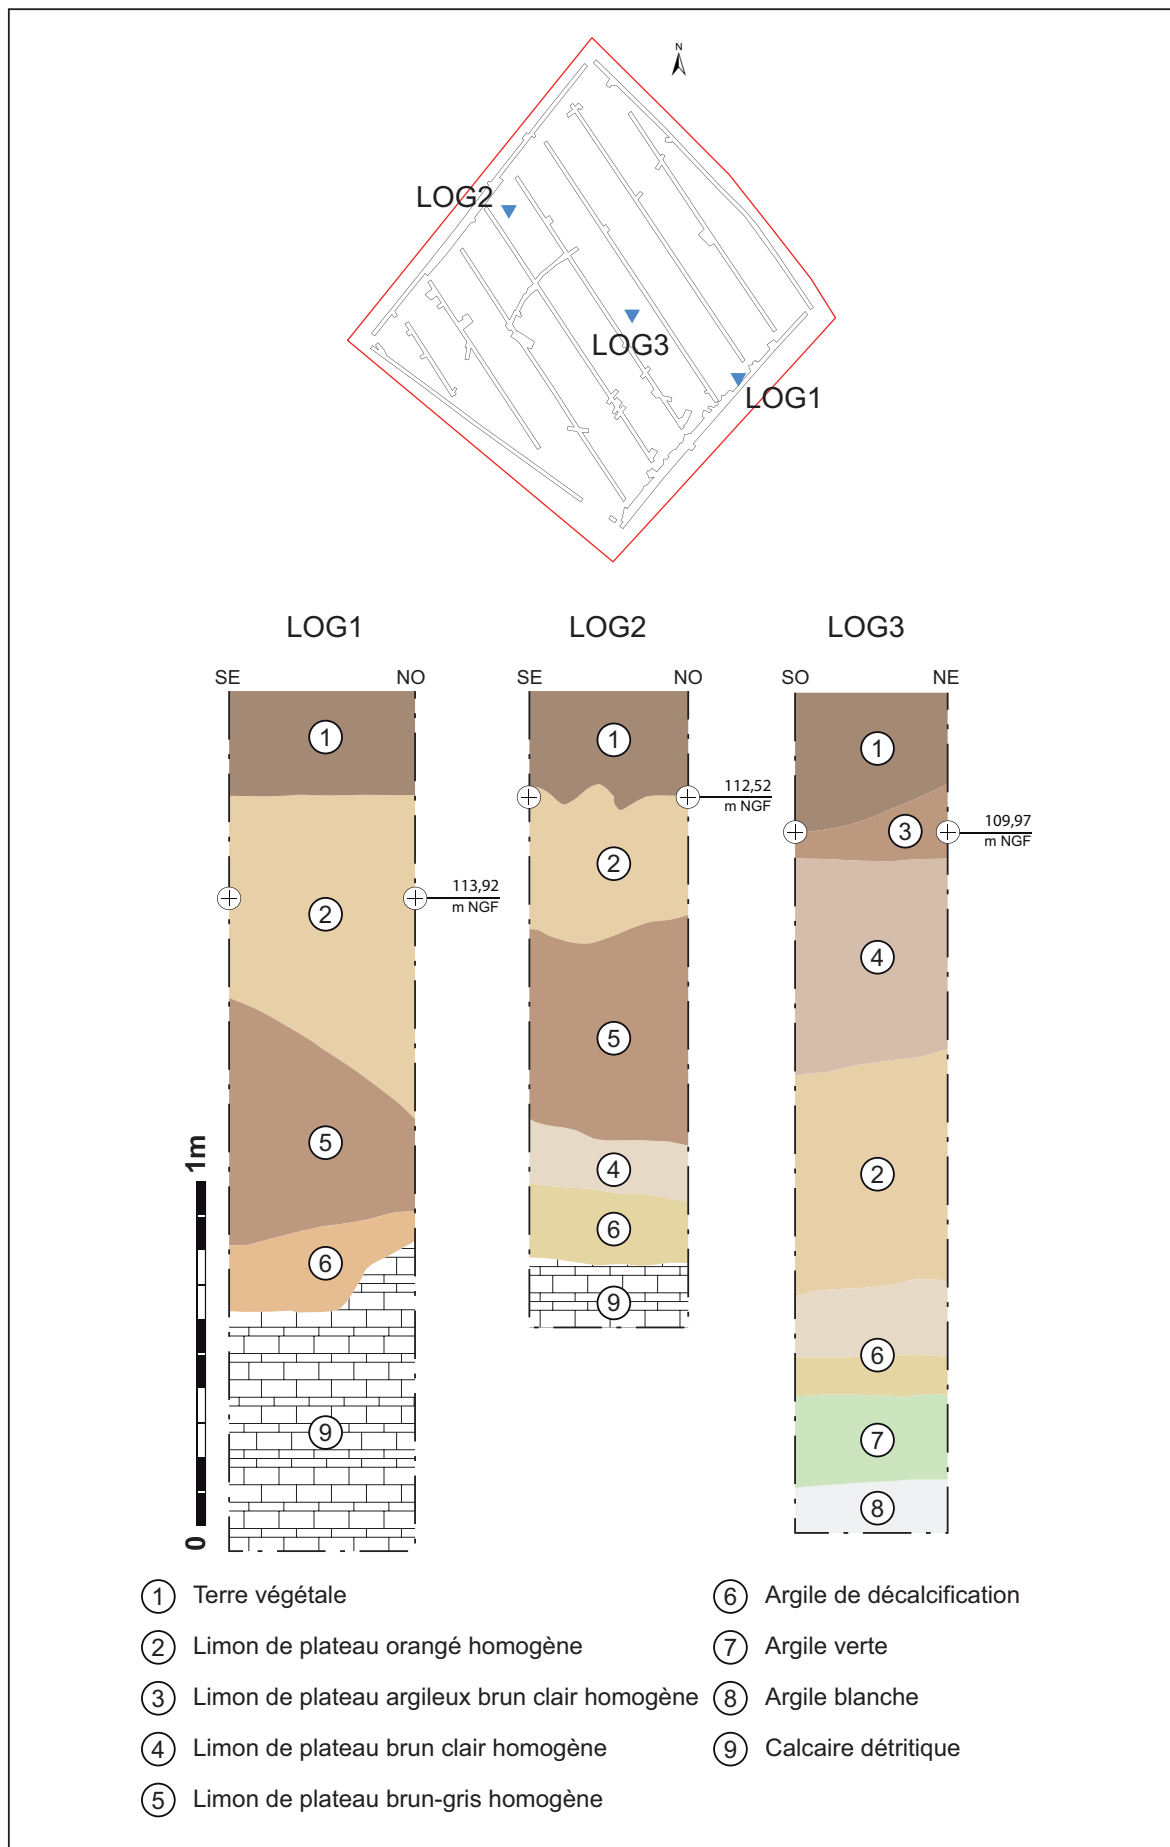 N
LOG2
LOG3
LOG1
LOG1
LOG2
LOG3
SE
NO
SE
NO
SO
NE
1
1
1
112,52
m NGF
109,97
m NGF
3
2
113,92
m NGF
2
4
5
5
4
2
6
6
6
9
9
7
8
1m
0
1 Terre végétale
2 Limon de plateau orangé homogène
3 Limon de plateau argileux brun clair homogène
4 Limon de plateau brun clair homogène
5 Limon de plateau brun-gris homogène
6 Argile de décalcification
7 Argile verte
8 Argile blanche
9 Calcaire détritique